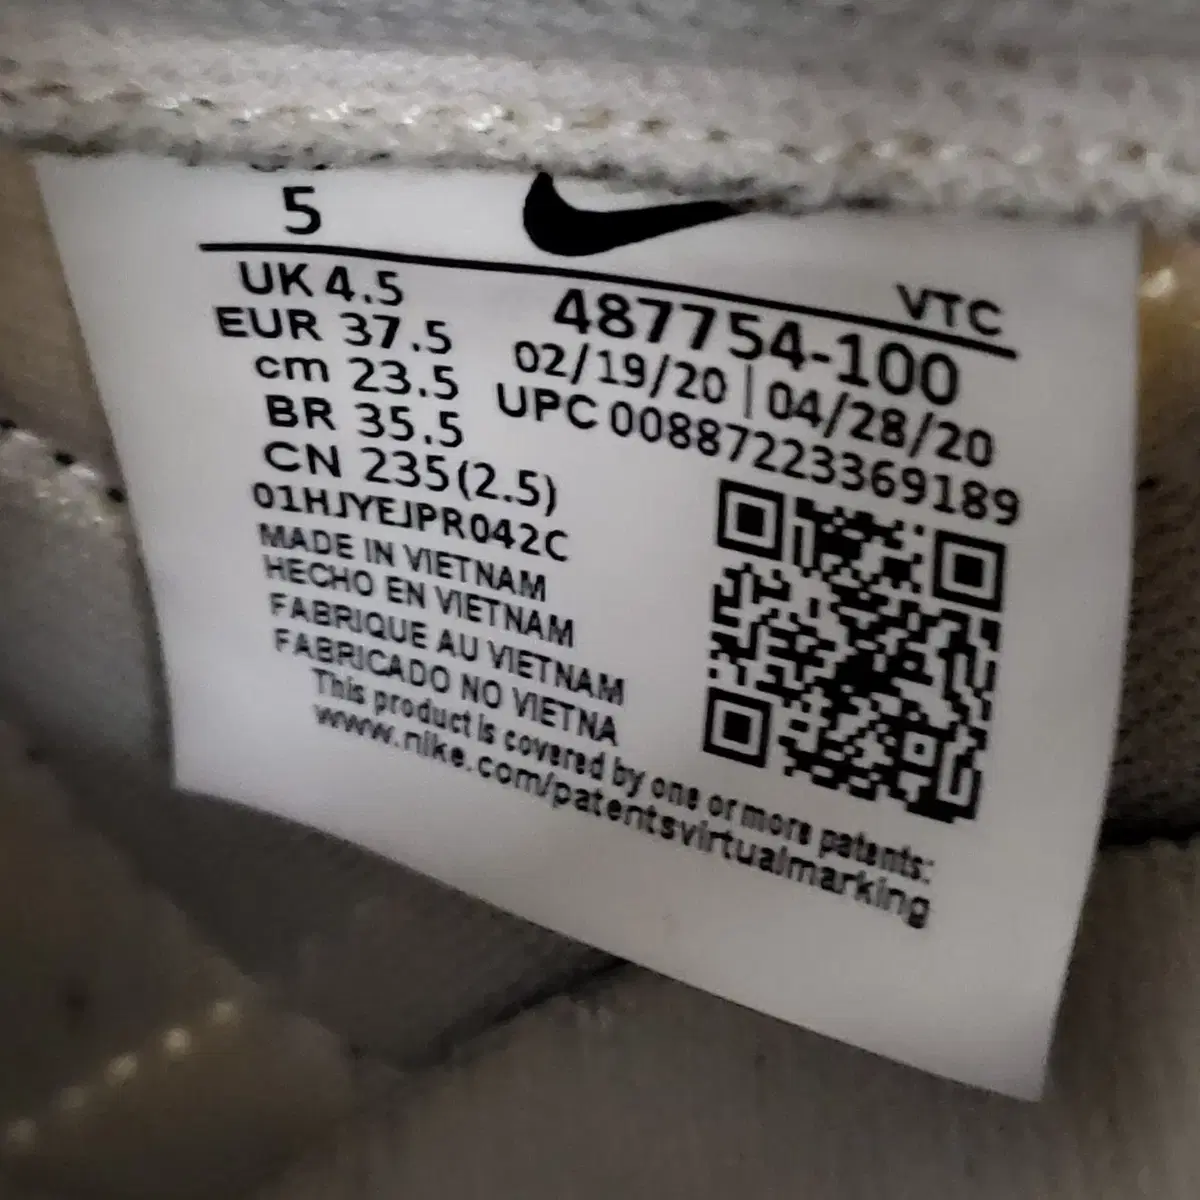 5
UK 4.5
EUR 37.5
cm 23.5
BR 35.5
CN 235(2.5)
01HJYEJPR042C
MADE IN VIETNAM
HECHO EN VIETNAM
FABRIQUE AU VIETNAM
FABRICADO NO VIETNA
This product is covered by one or more patents:
www.nike.com/patentsvirtualmarking
VTC
487754-100
02/19/20 | 04/28/20
UPC 00887223369189